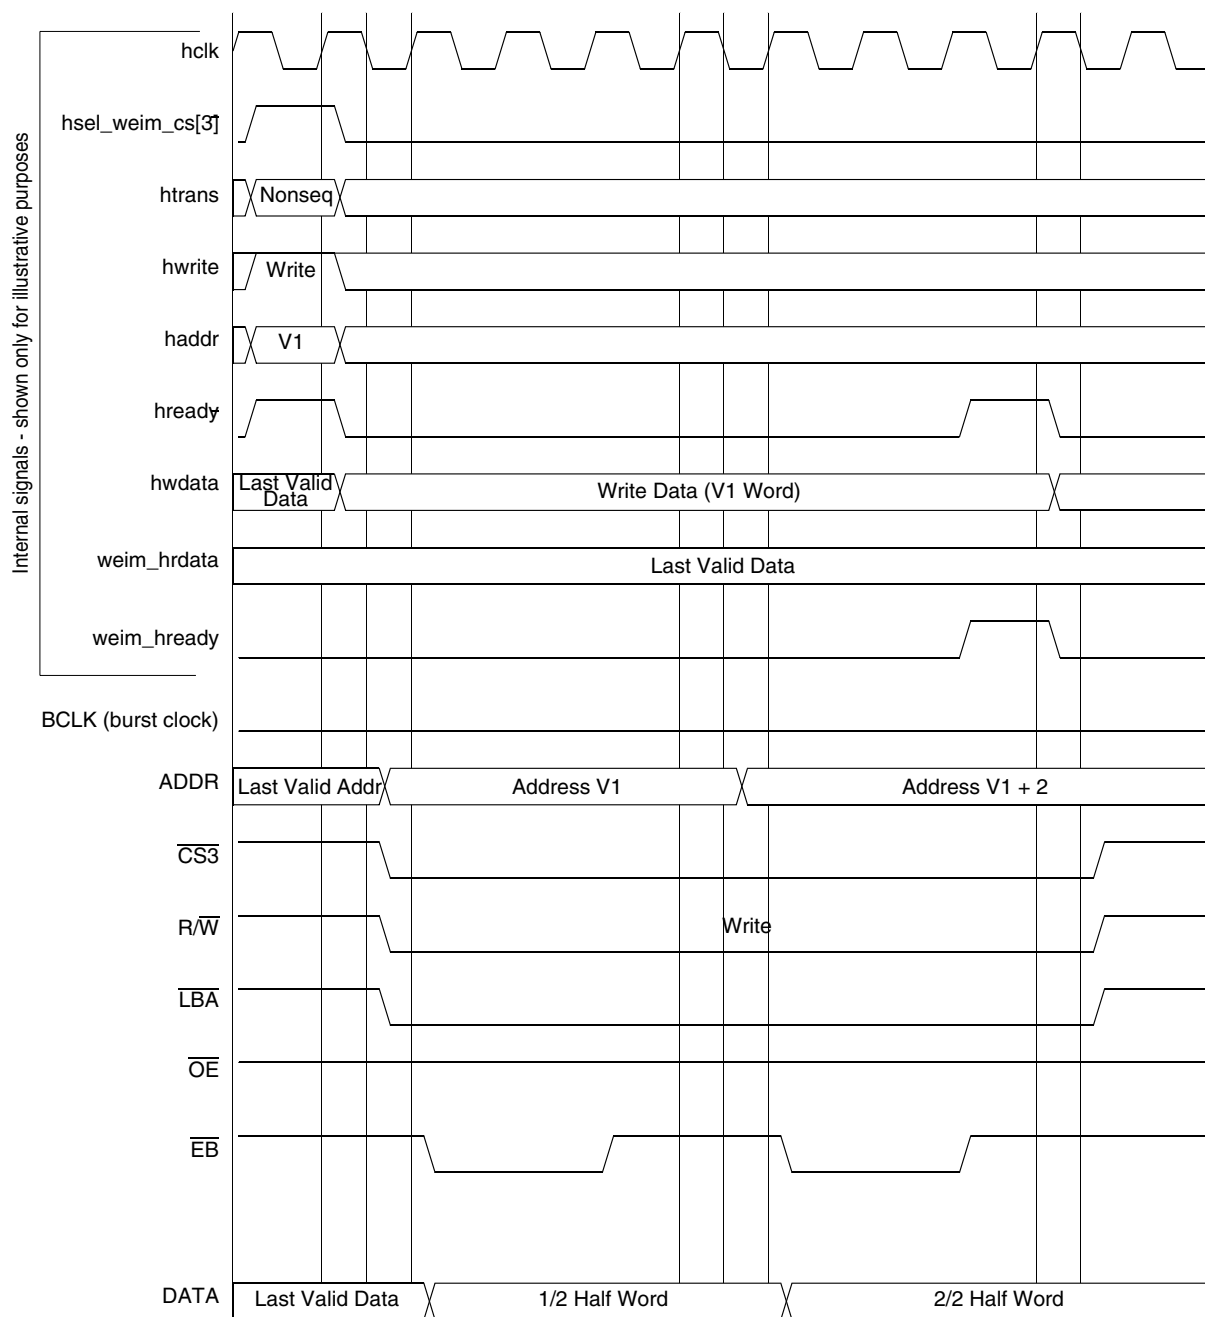 Internal signals - shown only for illustrative purposes
hclk
hsel_weim_cs[3]
htrans
Nonseq
hwrite
Write
haddr
V1
hready
hwdata
Last Valid
Data
Write Data (V1 Word)
weim_hrdata
Last Valid Data
weim_hready
BCLK (burst clock)
ADDR
Last Valid Addr
Address V1
Address V1 + 2
CS3
R/W
Write
LBA
OE
EB
DATA
Last Valid Data
1/2 Half Word
2/2 Half Word